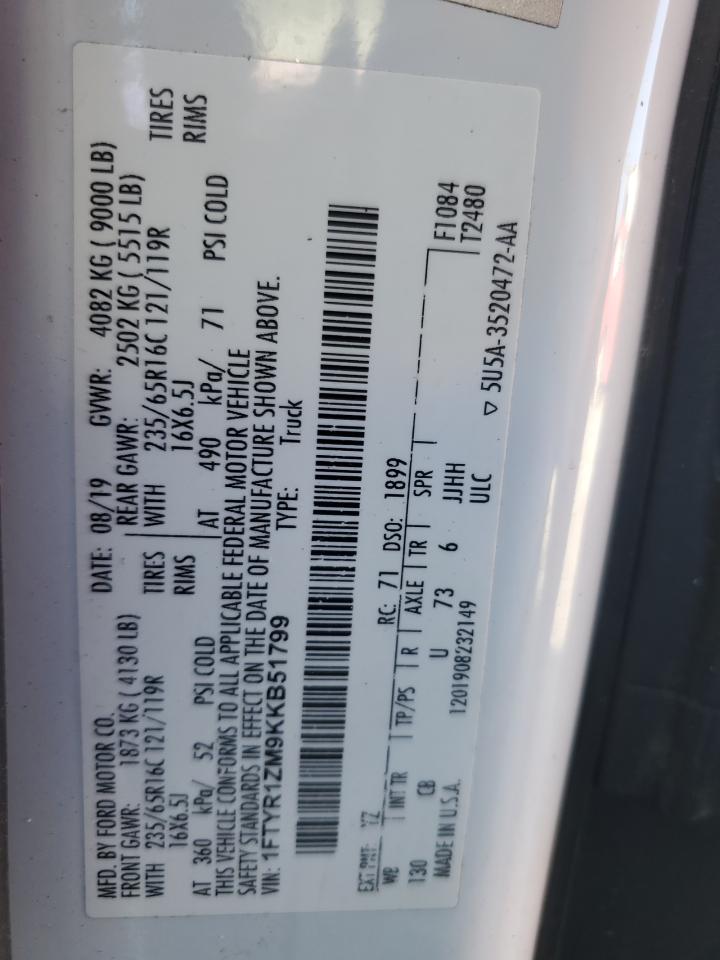 MFD. BY FORD MOTOR CO. DATE: 08/19 GVWR: 4082 KG ( 9000 LB)
FRONT GAWR: 1873 KG ( 4130 LB) REAR GAWR: 2502 KG ( 5515 LB)
WITH 235/65R16C 121/119R TIRES WITH 235/65R16C 121/119R TIRES
16X6.5J RIMS 16X6.5J RIMS
AT 360 kPa/ 52 PSI COLD AT 490 kPa/ 71 PSI COLD
THIS VEHICLE CONFORMS TO ALL APPLICABLE FEDERAL MOTOR VEHICLE
SAFETY STANDARDS IN EFFECT ON THE DATE OF MANUFACTURE SHOWN ABOVE.
VIN: 1FTYR1ZM9KKB51799 TYPE: Truck
EXT PNT: YZ RC: 71 DSO: 1899
WB INT TR TP/PS R AXLE TR SPR F1084
130 CB U 73 6 JJHH T2480
MADE IN U.S.A. 1201908232149 ULC
▽ 5U5A-3520472-AA